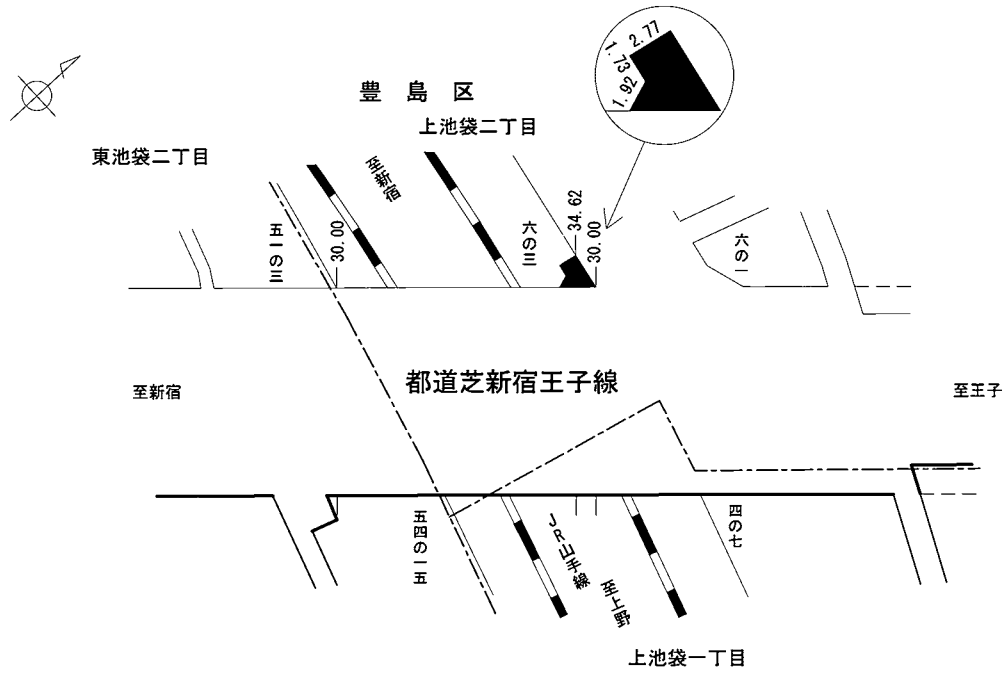 豊島区
上池袋二丁目
東池袋二丁目
2.77
1.73
1.92
至新宿
五一の三
30.00
六の三
34.62
30.00
六の一
至新宿
都道芝新宿王子線
至王子
五四の一五
JR山手線
至上野
四の七
上池袋一丁目